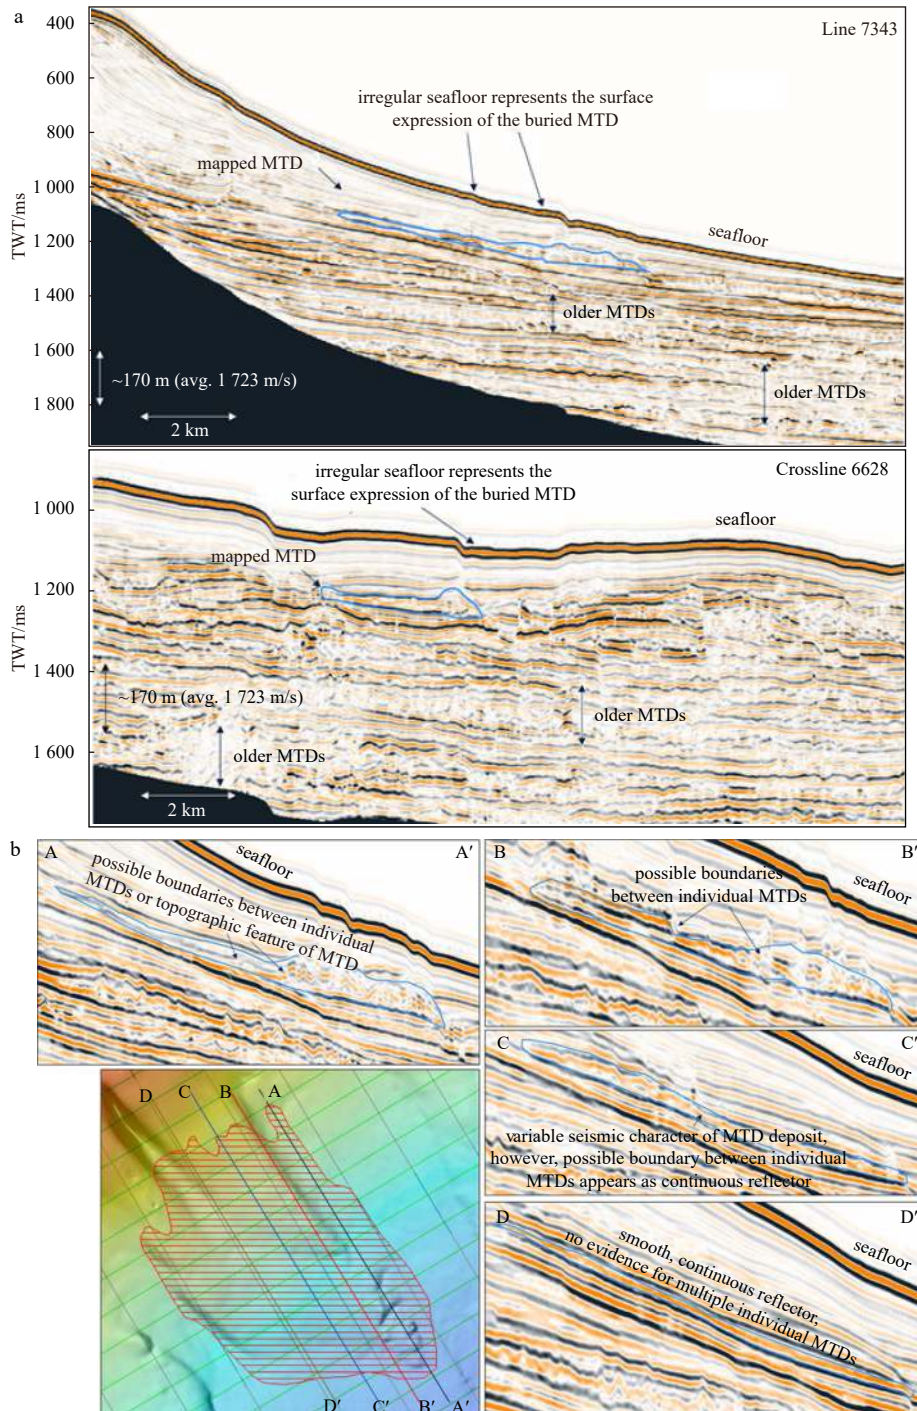 a
Line 7343
400
600
800
1 000
1 200
1 400
1 600
1 800
TWT/ms
irregular seafloor represents the surface
expression of the buried MTD
mapped MTD
seafloor
older MTDs
older MTDs
~170 m (avg. 1 723 m/s)
2 km
Crossline 6628
irregular seafloor represents the
surface expression of the buried MTD
seafloor
mapped MTD
1 000
1 200
1 400
1 600
TWT/ms
~170 m (avg. 1 723 m/s)
older MTDs
older MTDs
2 km
b
A
A′
seafloor
possible boundaries between individual
MTDs or topographic feature of MTD
B
B′
possible boundaries
between individual MTDs
seafloor
C
C′
seafloor
variable seismic character of MTD deposit,
however, possible boundary between individual
MTDs appears as continuous reflector
D
D′
seafloor
smooth, continuous reflector,
no evidence for multiple individual MTDs
D
C
B
A
D′
C′
B′
A′